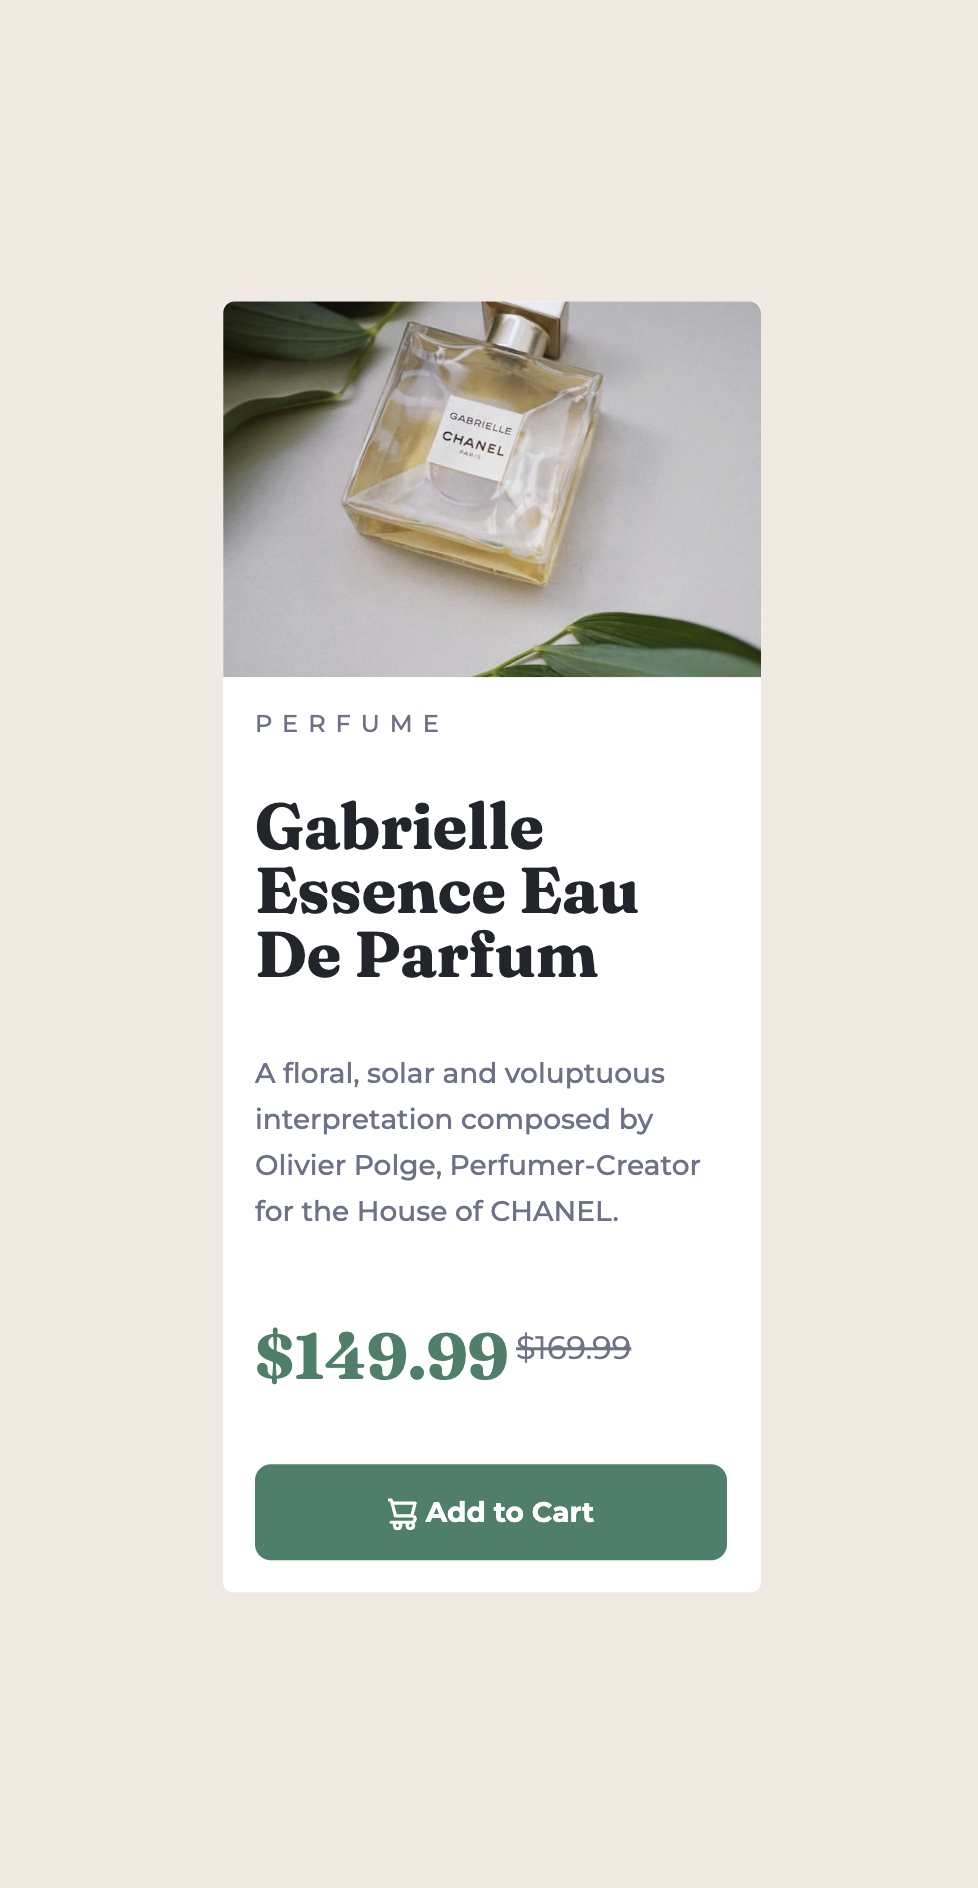 GABRIELLE
CHANEL
PARIS
PERFUME
Gabrielle
Essence Eau
De Parfum
A floral, solar and voluptuous
interpretation composed by
Olivier Polge, Perfumer-Creator
for the House of CHANEL.
$149.99 $169.99
Add to Cart